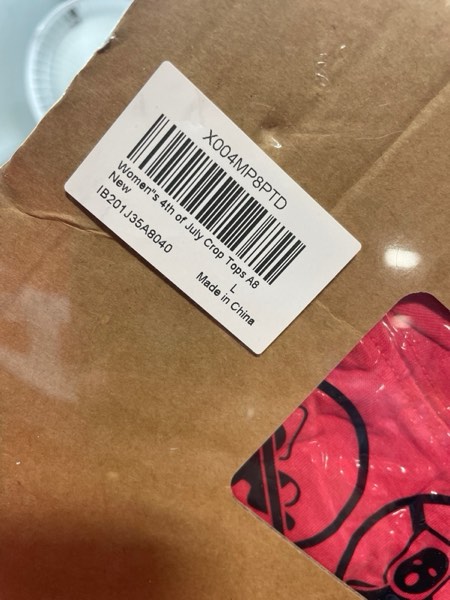 X004MP8PTD
Women"s 4th of July Crop Tops A8
New L
IB201J35A8040
Made in China